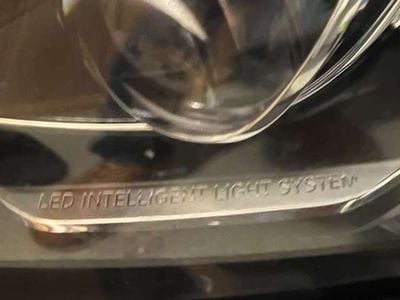 LED INTELLIGENT LIGHT SYSTEM